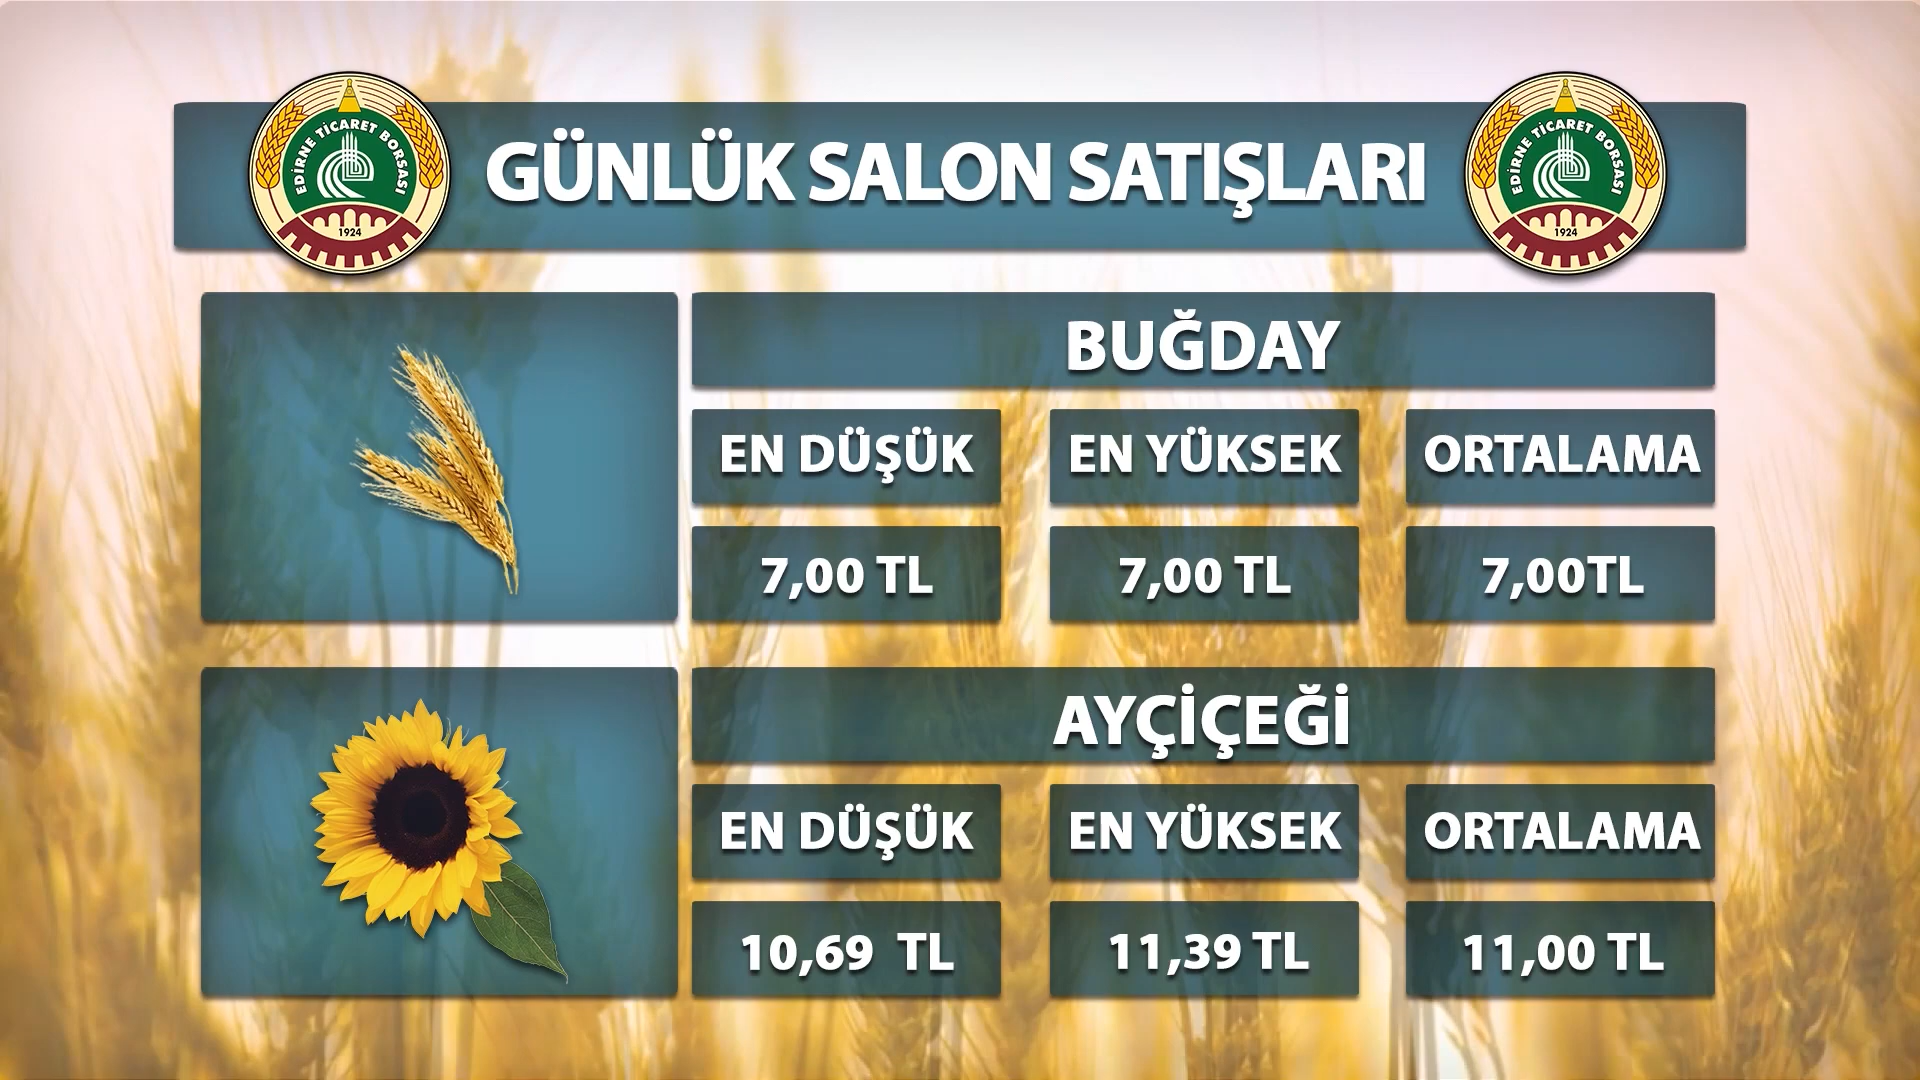 EDİRNE TİCARET BORSASI
1924
GÜNLÜK SALON SATIŞLARI
EDİRNE TİCARET BORSASI
1924
BUĞDAY
EN DÜŞÜK EN YÜKSEK ORTALAMA
7,00 TL 7,00 TL 7,00TL
AYÇİÇEĞİ
EN DÜŞÜK EN YÜKSEK ORTALAMA
10,69 TL 11,39 TL 11,00 TL